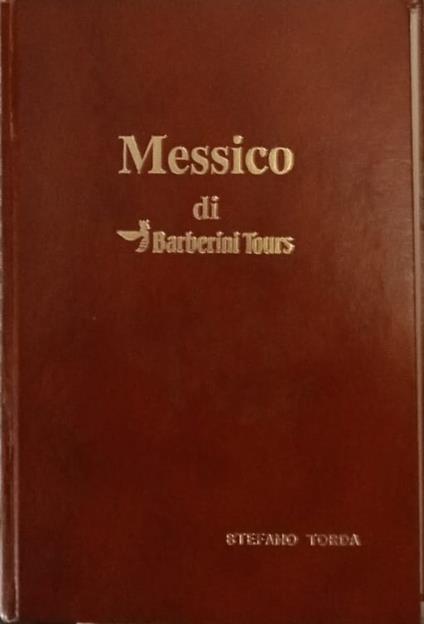 Messico
di
Barberini Tours
STEFANO TORDA